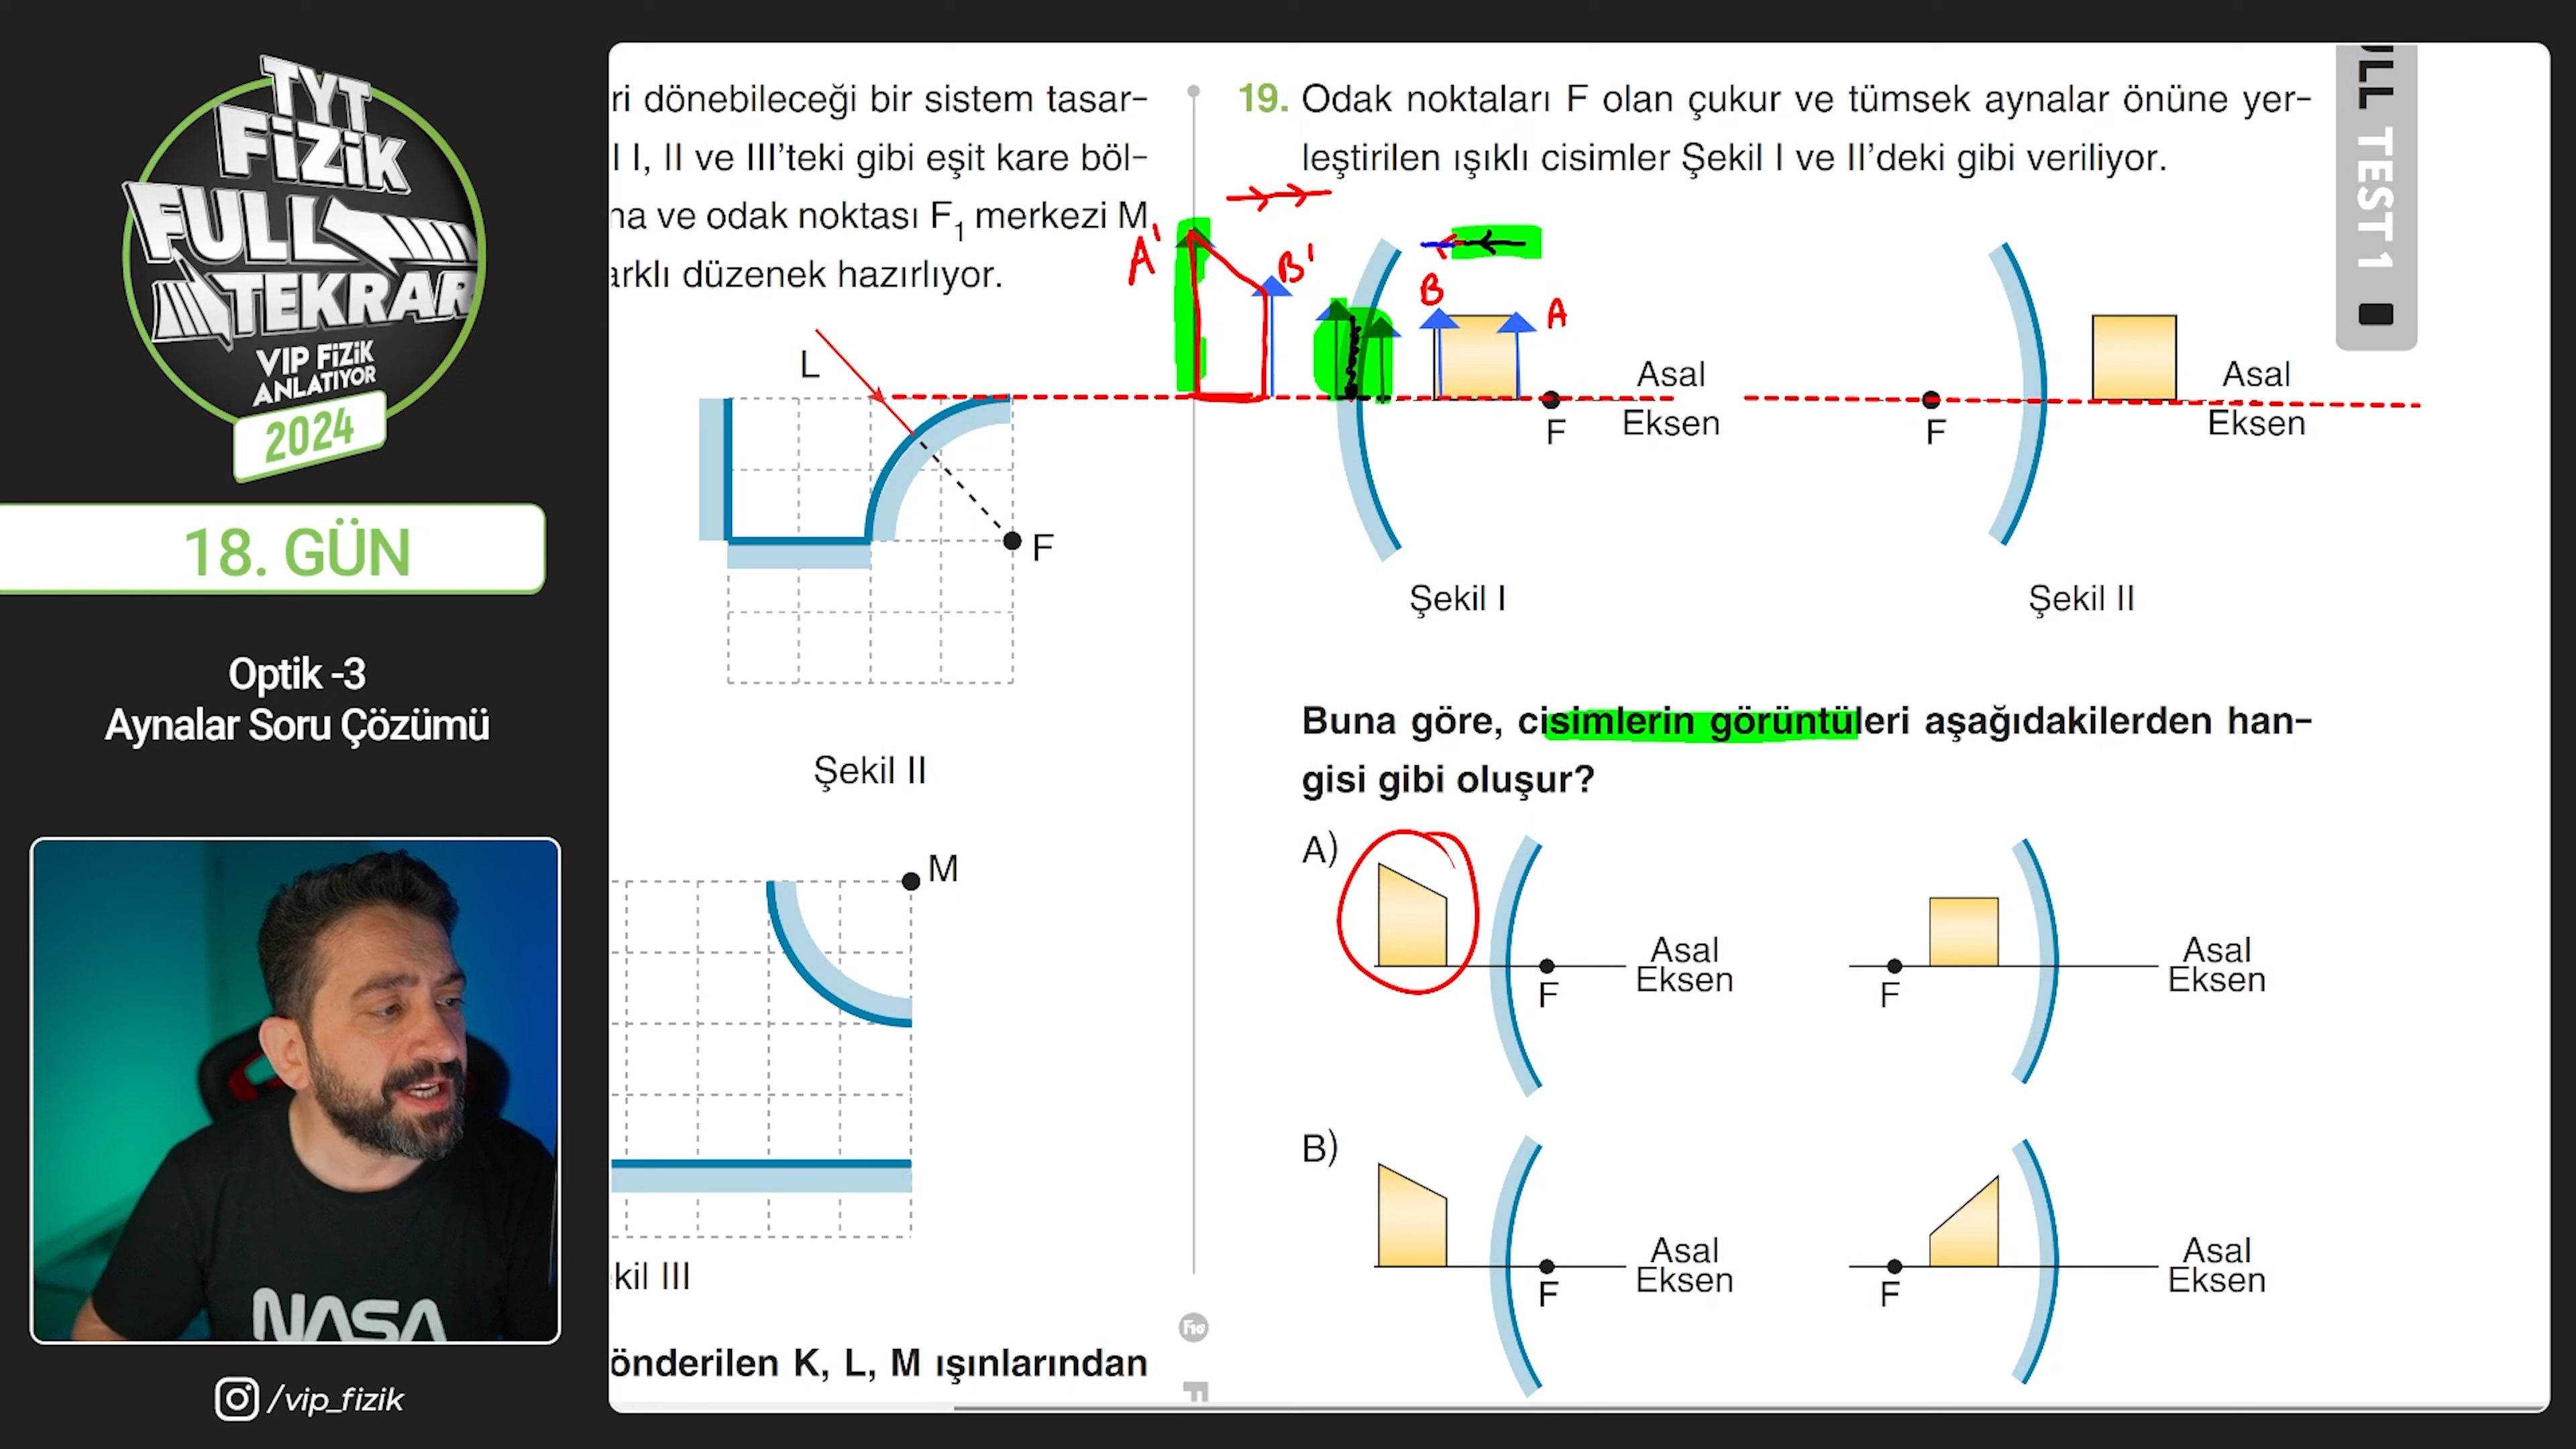 TYT
FİZİK
FULL
TEKRAR
VIP FİZİK
ANLATIYOR
2024
18. GÜN
Optik -3
Aynalar Soru Çözümü
NASA
/vip_fizik
ri dönebileceği bir sistem tasar-
l I, II ve III'teki gibi eşit kare böl-
na ve odak noktası F1 merkezi M
arklı düzenek hazırlıyor.
L
F
Şekil II
M
kil III
önderilen K, L, M ışınlarından
19. Odak noktaları F olan çukur ve tümsek aynalar önüne yer-
leştirilen ışıklı cisimler Şekil I ve II'deki gibi veriliyor.
A'
B'
B
A
Asal
Eksen
F
Şekil I
Asal
Eksen
F
Şekil II
Buna göre, cisimlerin görüntüleri aşağıdakilerden han-
gisi gibi oluşur?
A)
Asal
Eksen
F
Asal
Eksen
F
B)
Asal
Eksen
F
Asal
Eksen
F
ULL TEST 1